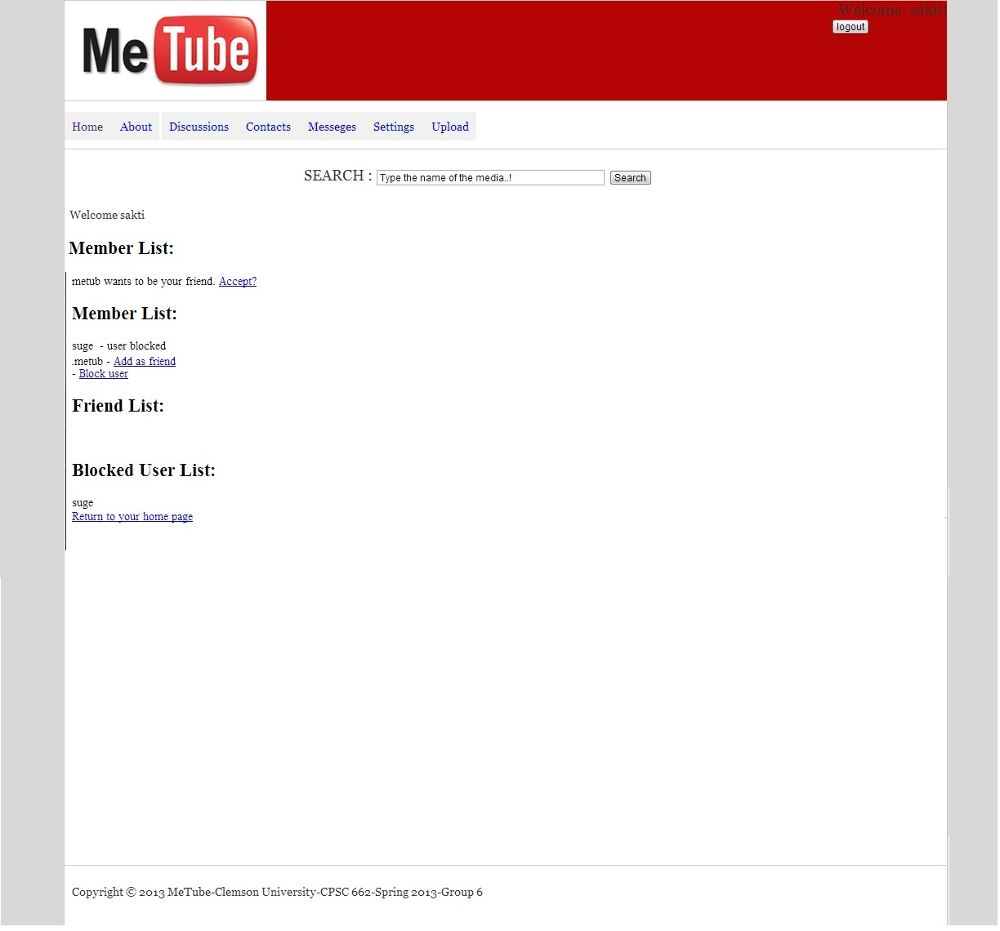 MeTube
Welcome, sakti!
logout
Home About Discussions Contacts Messeges Settings Upload
SEARCH : Type the name of the media..! Search
Welcome sakti
Member List:
metub wants to be your friend. Accept?
Member List:
suge - user blocked
.metub - Add as friend
- Block user
Friend List:
Blocked User List:
suge
Return to your home page
Copyright © 2013 MeTube-Clemson University-CPSC 662-Spring 2013-Group 6